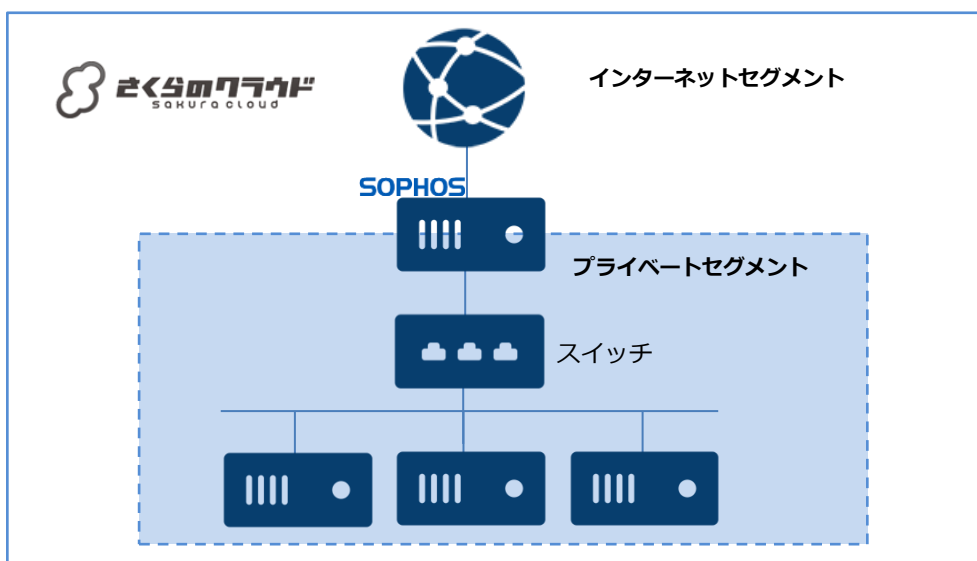 さくらのクラウド
SAKURA CLOUD
インターネットセグメント
SOPHOS
プライベートセグメント
スイッチ